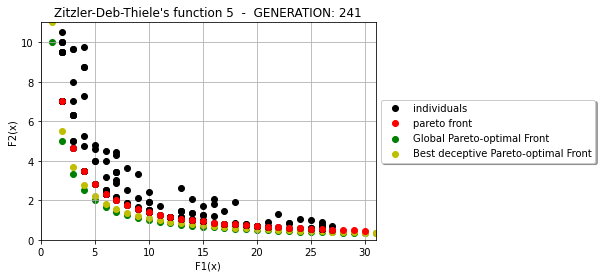 Zitzler-Deb-Thiele's function 5 - GENERATION: 241
10
8
6
4
2
0
F2(x)
0 5 10 15 20 25 30
F1(x)
individuals
pareto front
Global Pareto-optimal Front
Best deceptive Pareto-optimal Front